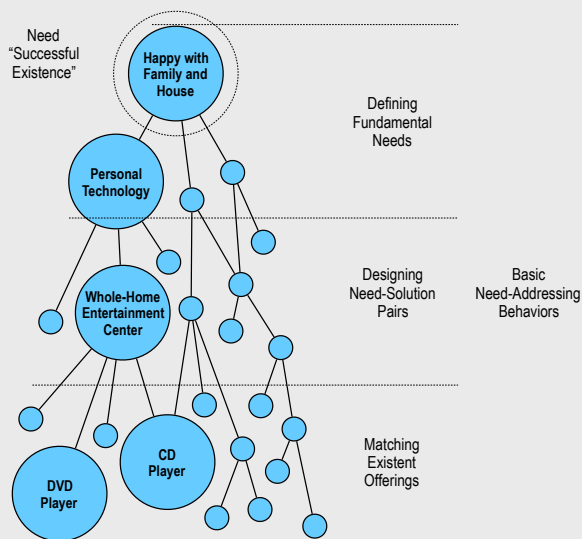 Need
“Successful
Existence”
Happy with
Family and
House
Defining
Fundamental
Needs
Personal
Technology
Whole-Home
Entertainment
Center
Designing
Need-Solution
Pairs
Basic
Need-Addressing
Behaviors
CD
Player
DVD
Player
Matching
Existent
Offerings